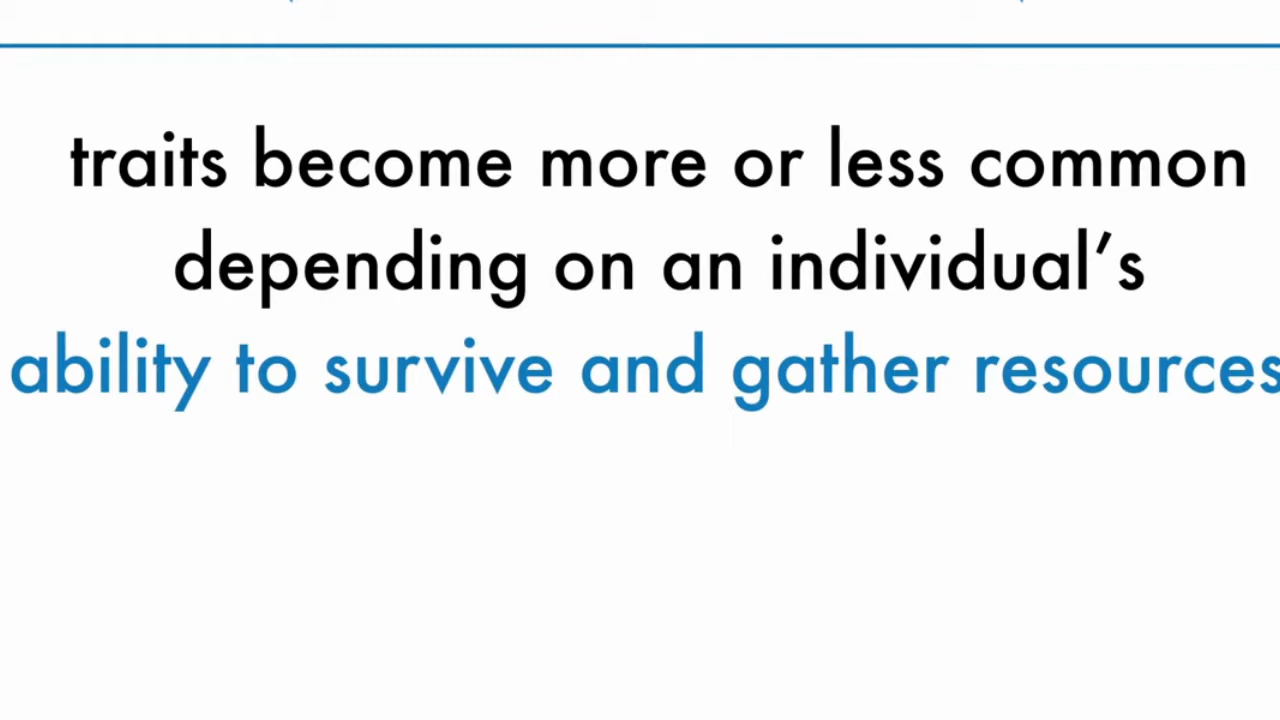 traits become more or less common
depending on an individual’s
ability to survive and gather resources